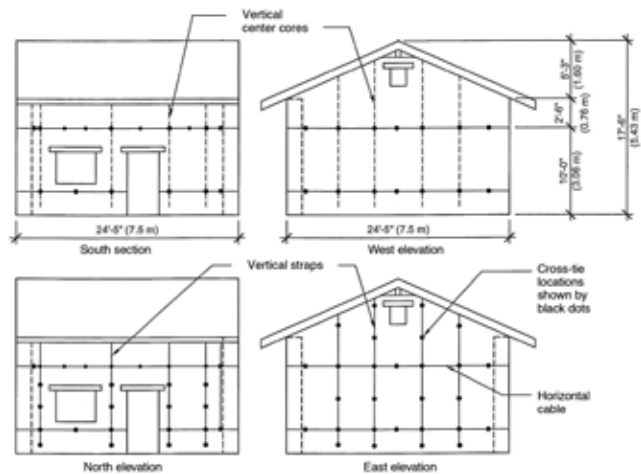 Vertical
center cores
5'-3"
(1.60 m)
2'-6"
(0.76 m)
10'-0"
(3.06 m)
17'-6"
(5.43 m)
24'-5" (7.5 m)
South section
24'-5" (7.5 m)
West elevation
Vertical straps
Cross-tie
locations
shown by
black dots
Horizontal
cable
North elevation
East elevation